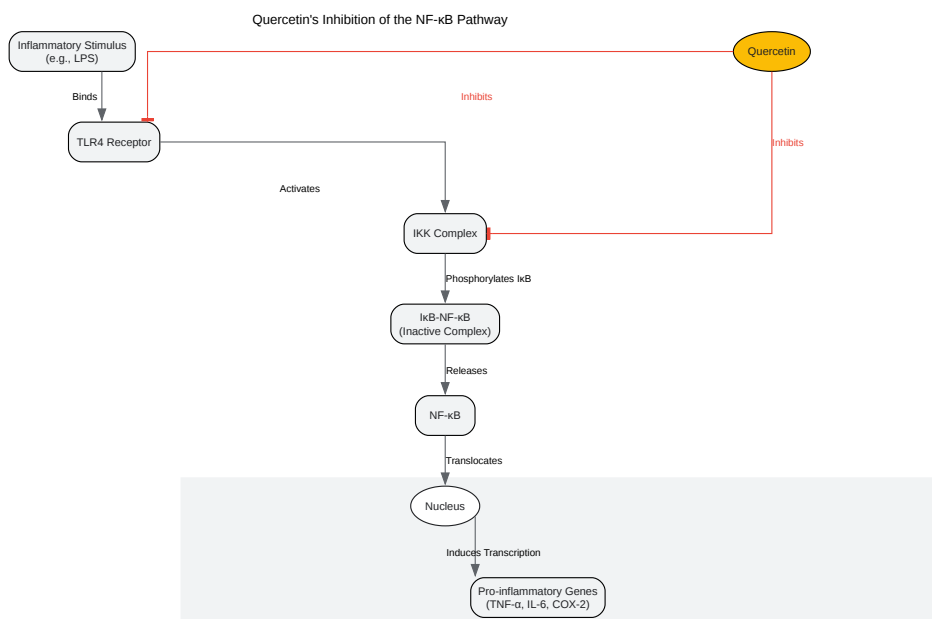 Quercetin's Inhibition of the NF-κB Pathway
Inflammatory Stimulus
(e.g., LPS)
Quercetin
Binds
Inhibits
TLR4 Receptor
Inhibits
Activates
IKK Complex
Phosphorylates IκB
IκB-NF-κB
(Inactive Complex)
Releases
NF-κB
Translocates
Nucleus
Induces Transcription
Pro-inflammatory Genes
(TNF-α, IL-6, COX-2)